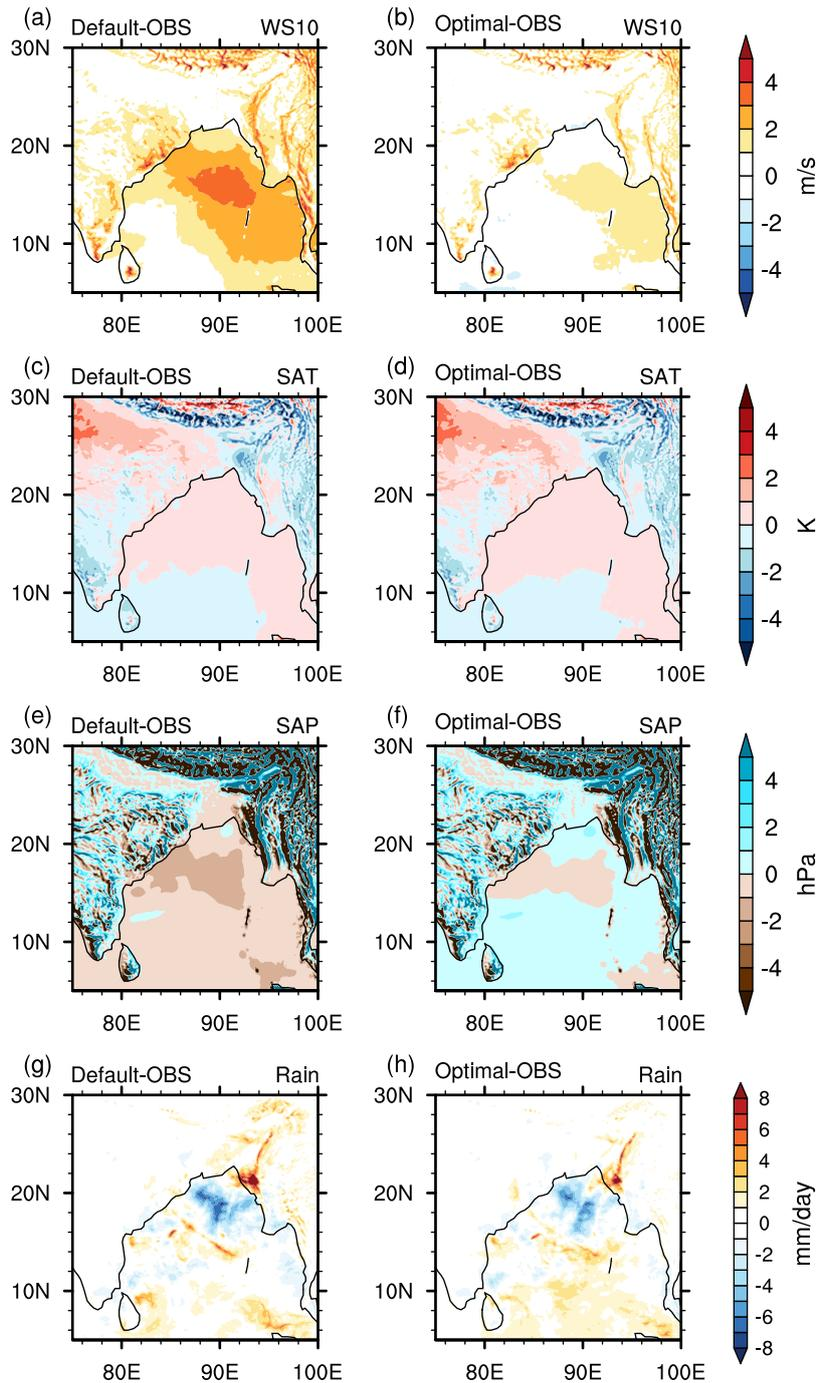 (a) Default-OBS WS10
(b) Optimal-OBS WS10
30N
20N
10N
80E 90E 100E
80E 90E 100E
4
2
0
-2
-4
m/s
(c) Default-OBS SAT
(d) Optimal-OBS SAT
30N
20N
10N
80E 90E 100E
80E 90E 100E
4
2
0
-2
-4
K
(e) Default-OBS SAP
(f) Optimal-OBS SAP
30N
20N
10N
80E 90E 100E
80E 90E 100E
4
2
0
-2
-4
hPa
(g) Default-OBS Rain
(h) Optimal-OBS Rain
30N
20N
10N
80E 90E 100E
80E 90E 100E
8
6
4
2
0
-2
-4
-6
-8
mm/day